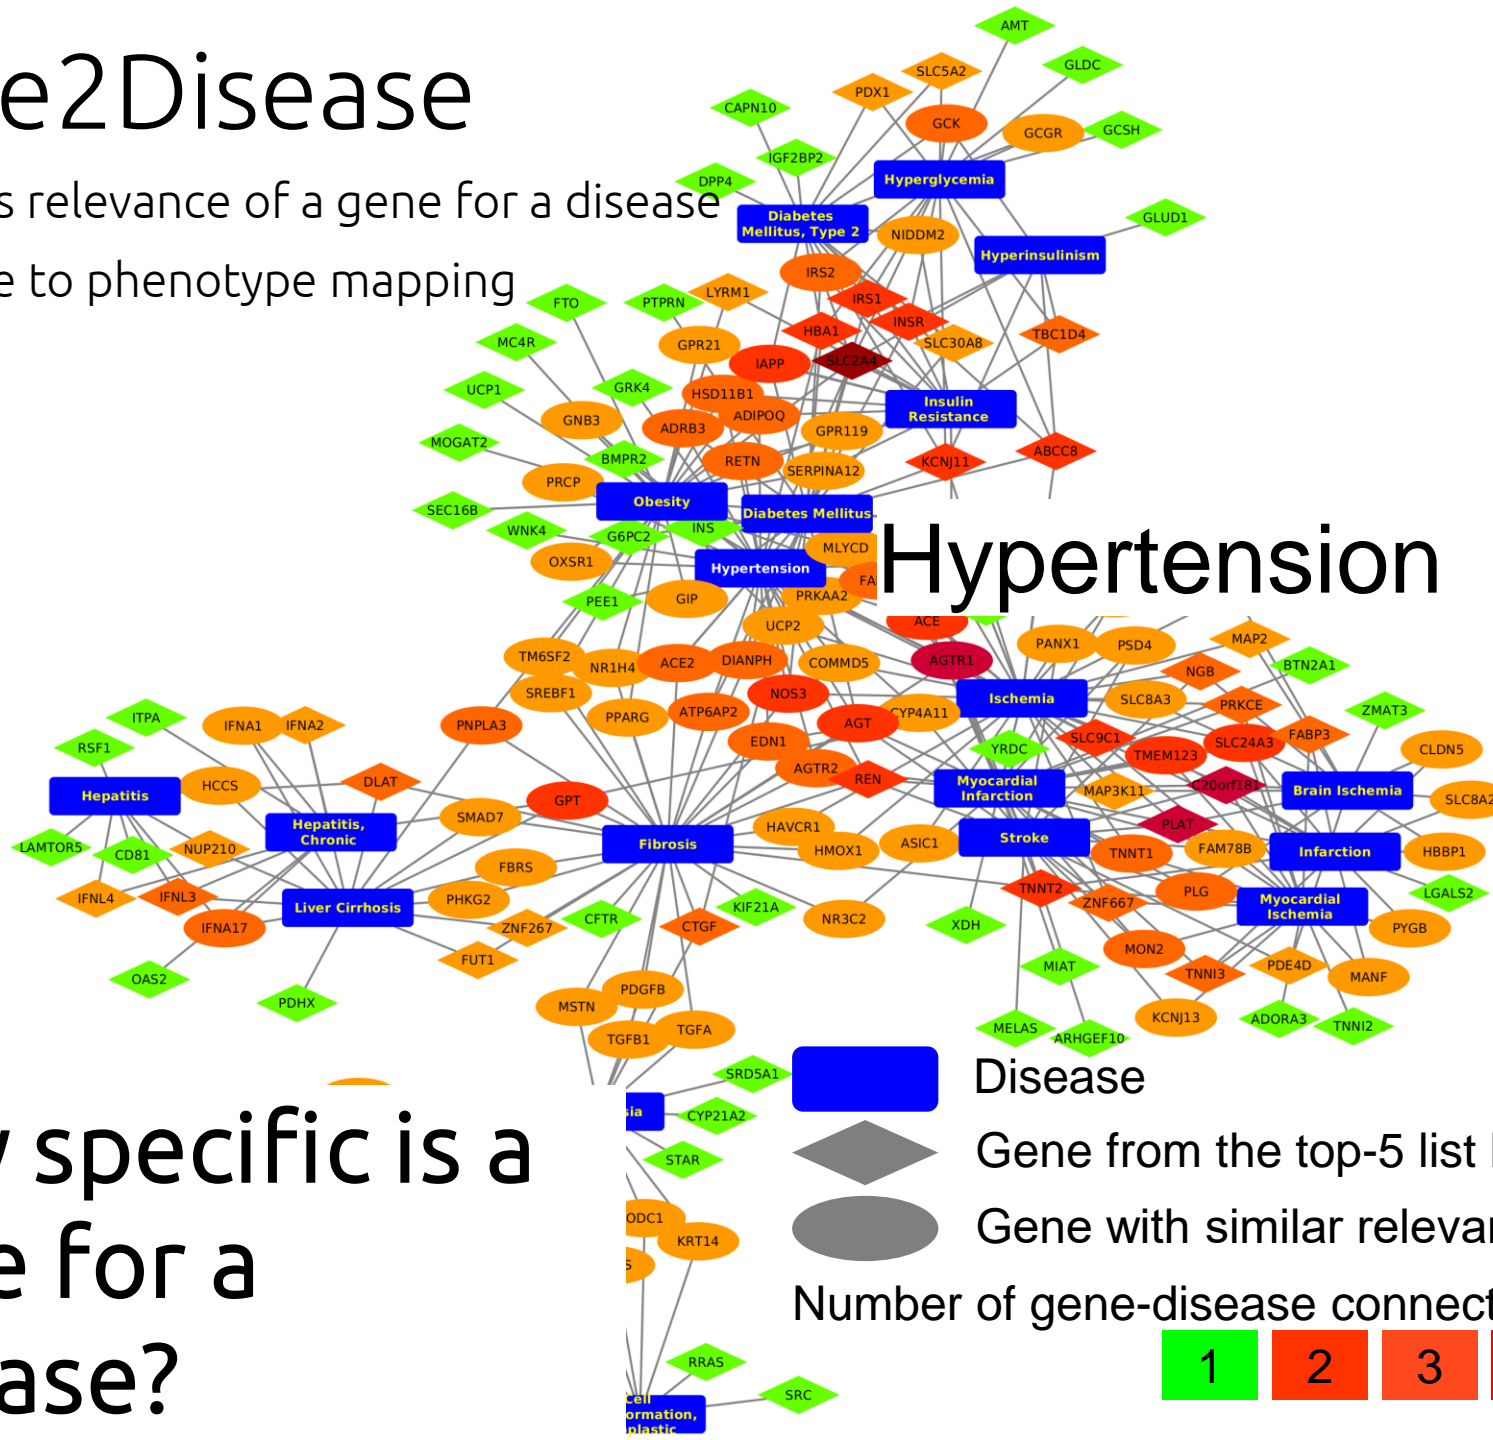 e2Disease
s relevance of a gene for a disease
e to phenotype mapping
AMT
GLDC
SLC5A2
PDX1
CAPN10
GCK
GCGR
GCSH
IGF2BP2
DPP4
Hyperglycemia
Diabetes
Mellitus, Type 2
GLUD1
NIDDM2
Hyperinsulinism
IRS2
LYRM1
FTO
PTPRN
IRS1
INSR
HBA1
TBC1D4
MC4R
GPR21
SLC30A8
IAPP
SLC2A4
UCP1
GRK4
HSD11B1
ADIPOQ
Insulin
Resistance
GNB3
ADRB3
GPR119
MOGAT2
BMPR2
RETN
SERPINA12
KCNJ11
ABCC8
PRCP
Obesity
SEC16B
Diabetes Mellitus
WNK4
G6PC2
INS
MLYCD
OXSR1
Hypertension
FA
Hypertension
PEE1
GIP
PRKAA2
UCP2
ACE
TM6SF2
NR1H4
ACE2
DIANPH
COMMD5
AGTR1
PANX1
PSD4
MAP2
BTN2A1
NGB
SREBF1
NOS3
Ischemia
SLC8A3
PRKCE
PPARG
ATP6AP2
AGT
CYP4A11
ZMAT3
ITPA
IFNA1
IFNA2
PNPLA3
EDN1
YRDC
SLC9C1
TMEM123
SLC24A3
FABP3
CLDN5
RSF1
AGTR2
REN
Hepatitis
HCCS
DLAT
GPT
Myocardial
Infarction
MAP3K11
C20orf181
Brain Ischemia
SLC8A2
SMAD7
HAVCR1
PLAT
Hepatitis,
Chronic
Fibrosis
Stroke
LAMTOR5
CD81
NUP210
HMOX1
ASIC1
TNNT1
FAM78B
Infarction
HBBP1
FBRS
IFNL4
IFNL3
PHKG2
TNNT2
PLG
LGALS2
Liver Cirrhosis
KIF21A
ZNF667
Myocardial
Ischemia
IFNA17
ZNF267
CFTR
CTGF
NR3C2
XDH
PYGB
FUT1
MON2
OAS2
MIAT
TNNI3
PDE4D
MANF
PDHX
MSTN
PDGFB
TGFB1
TGFA
MELAS
ARHGEF10
KCNJ13
ADORA3
TNNI2
SRD5A1
sia
CYP21A2
STAR
Disease
Gene from the top-5 list
specific is a
ODC1
KRT14
S
Gene with similar releva
e for a
Number of gene-disease connect
1
2
3
ase?
RRAS
SRC
Cell
ormation,
plastic